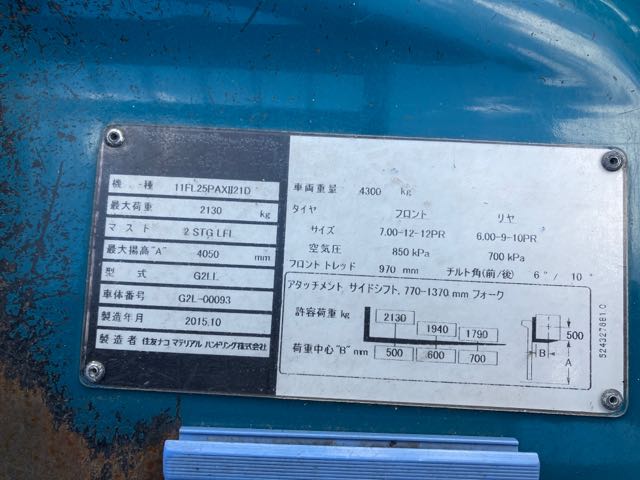 機 種 11FL25PAXⅡ21D
最大荷重 2130 kg
マスト 2 STG LFL
最大揚高"A" 4050 mm
型 式 G2LL
車体番号 G2L-00093
製造年月 2015.10
製造者 住友ナコ マテリアル ハンドリング株式会社
車両重量 4300 kg
タイヤ フロント リヤ
サイズ 7.00-12-12PR 6.00-9-10PR
空気圧 850 kPa 700 kPa
フロント トレッド 970 mm チルト角(前/後) 6°/ 10°
アタッチメント サイドシフト, 770-1370 mm フォーク
許容荷重 kg 2130 1940 1790
荷重中心 "B" mm 500 600 700
500
B
A
524327881 0